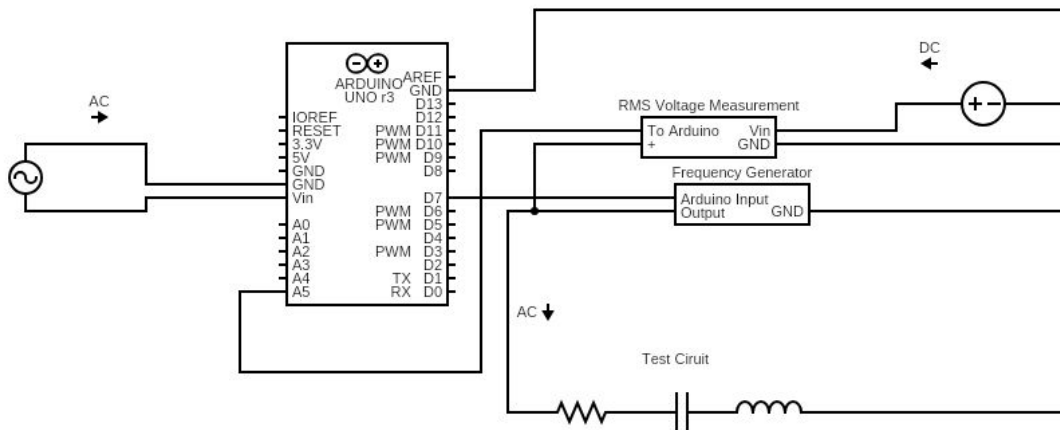 AC
ARDUINO
UNO r3
IOREF
RESET
3.3V
5V
GND
GND
Vin
A0
A1
A2
A3
A4
A5
AREF
GND
D13
D12
PWM D11
PWM D10
PWM D9
D8
D7
PWM D6
PWM D5
D4
PWM D3
D2
TX D1
RX D0
DC
RMS Voltage Measurement
To Arduino Vin
+ GND
Frequency Generator
Arduino Input
Output GND
AC
Test Ciruit